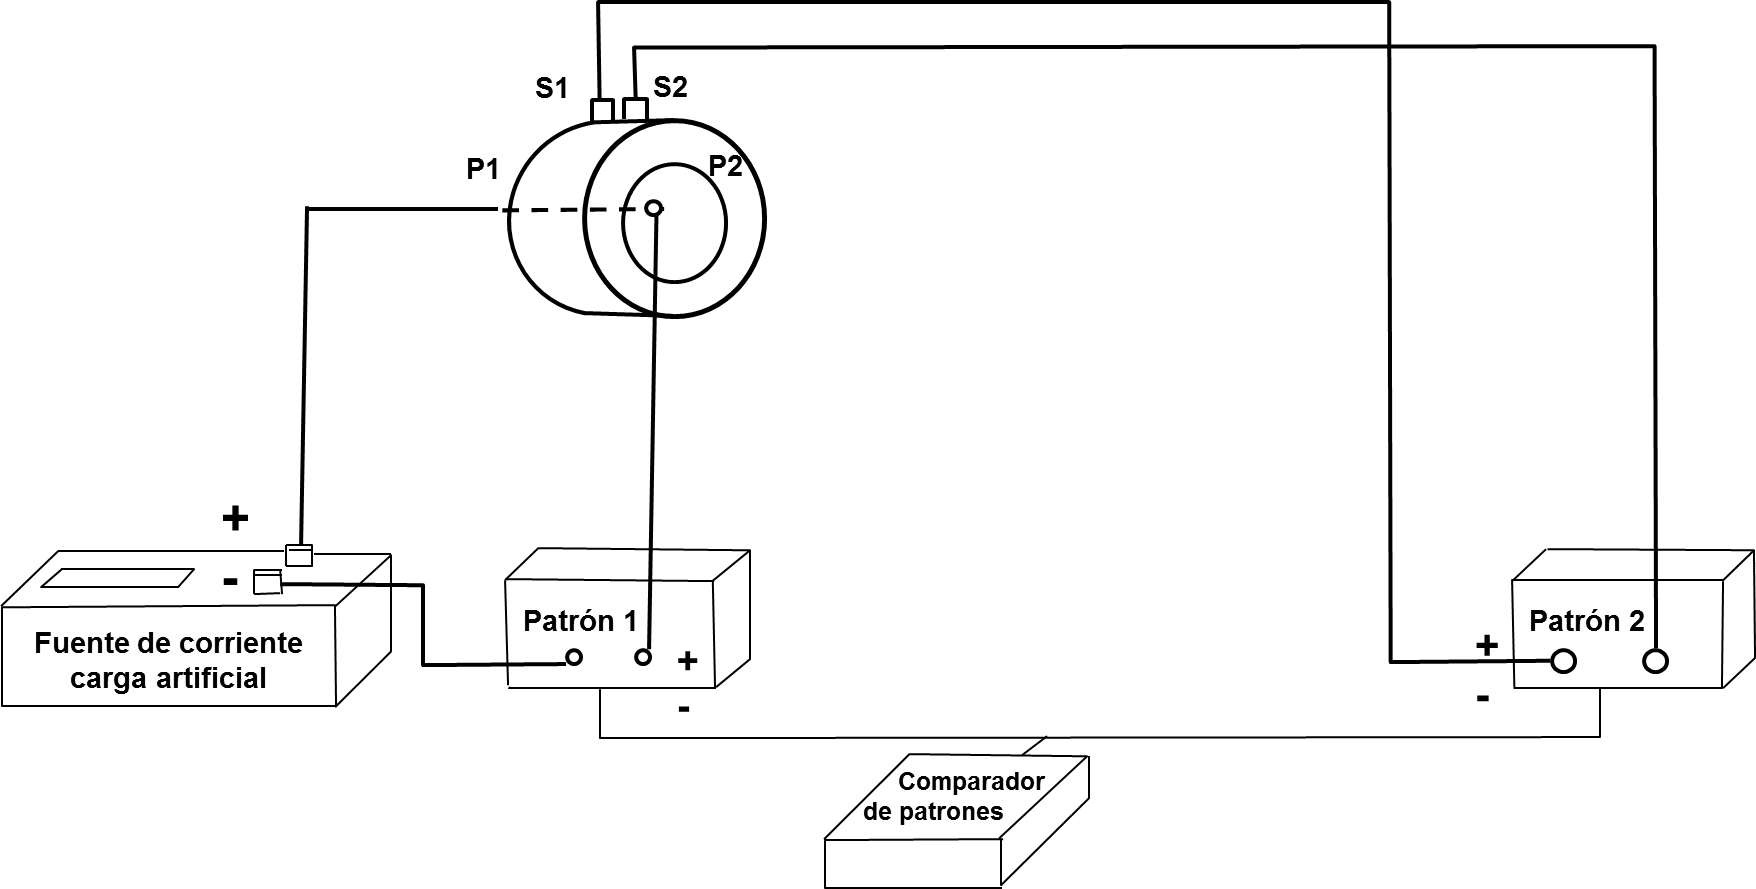 S1
S2
P1
P2
+
-
Fuente de corriente
carga artificial
Patrón 1
+
-
Patrón 2
+
-
Comparador
de patrones